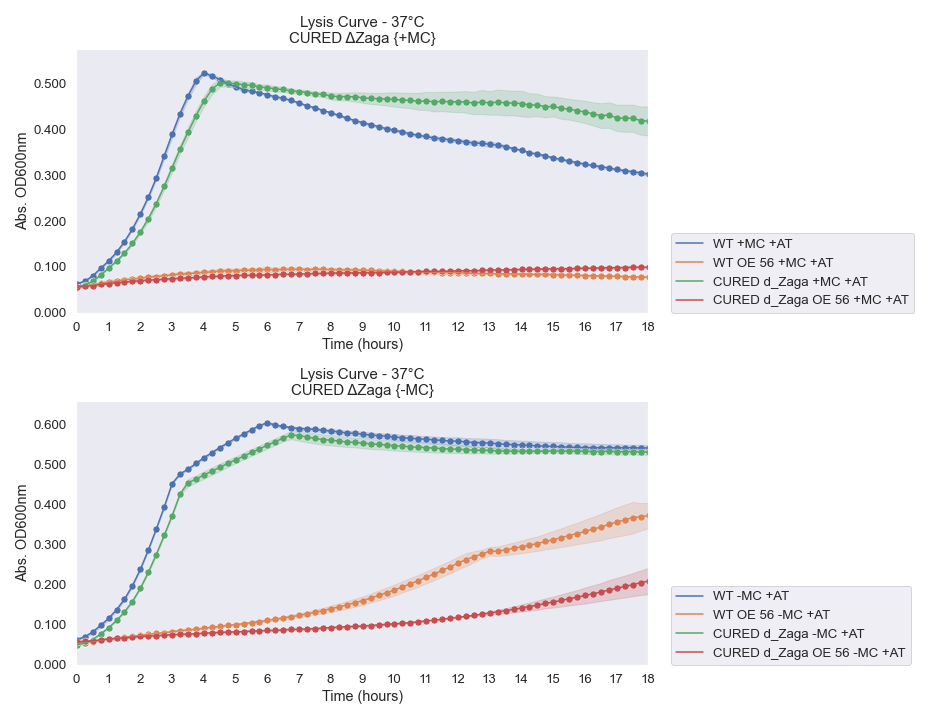 Lysis Curve - 37°C
CURED ΔZaga {+MC}
Abs. OD600nm
0.500
0.400
0.300
0.200
0.100
0.000
0 1 2 3 4 5 6 7 8 9 10 11 12 13 14 15 16 17 18
Time (hours)
WT +MC +AT
WT OE 56 +MC +AT
CURED d_Zaga +MC +AT
CURED d_Zaga OE 56 +MC +AT
Lysis Curve - 37°C
CURED ΔZaga {-MC}
Abs. OD600nm
0.600
0.500
0.400
0.300
0.200
0.100
0.000
0 1 2 3 4 5 6 7 8 9 10 11 12 13 14 15 16 17 18
Time (hours)
WT -MC +AT
WT OE 56 -MC +AT
CURED d_Zaga -MC +AT
CURED d_Zaga OE 56 -MC +AT